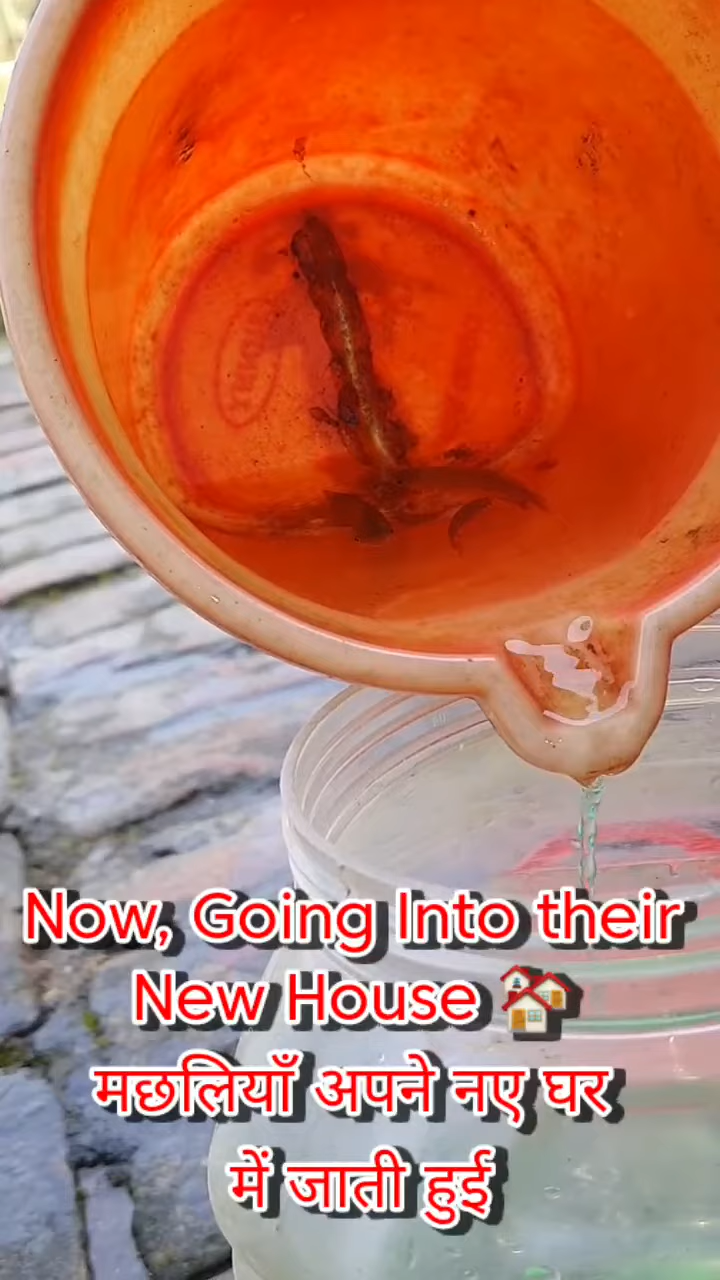 Now, Going Into their
New House 🏘️
मछलियाँ अपने नए घर
में जाती हुई